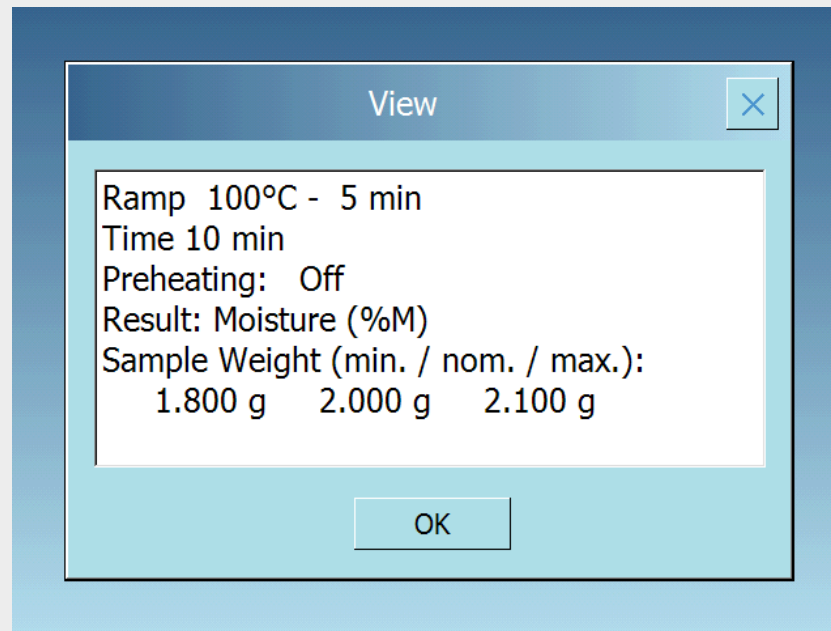 View
Ramp  100°C -  5 min
Time 10 min
Preheating:   Off
Result: Moisture (%M)
Sample Weight (min. / nom. / max.):
1.800 g   2.000 g   2.100 g
OK